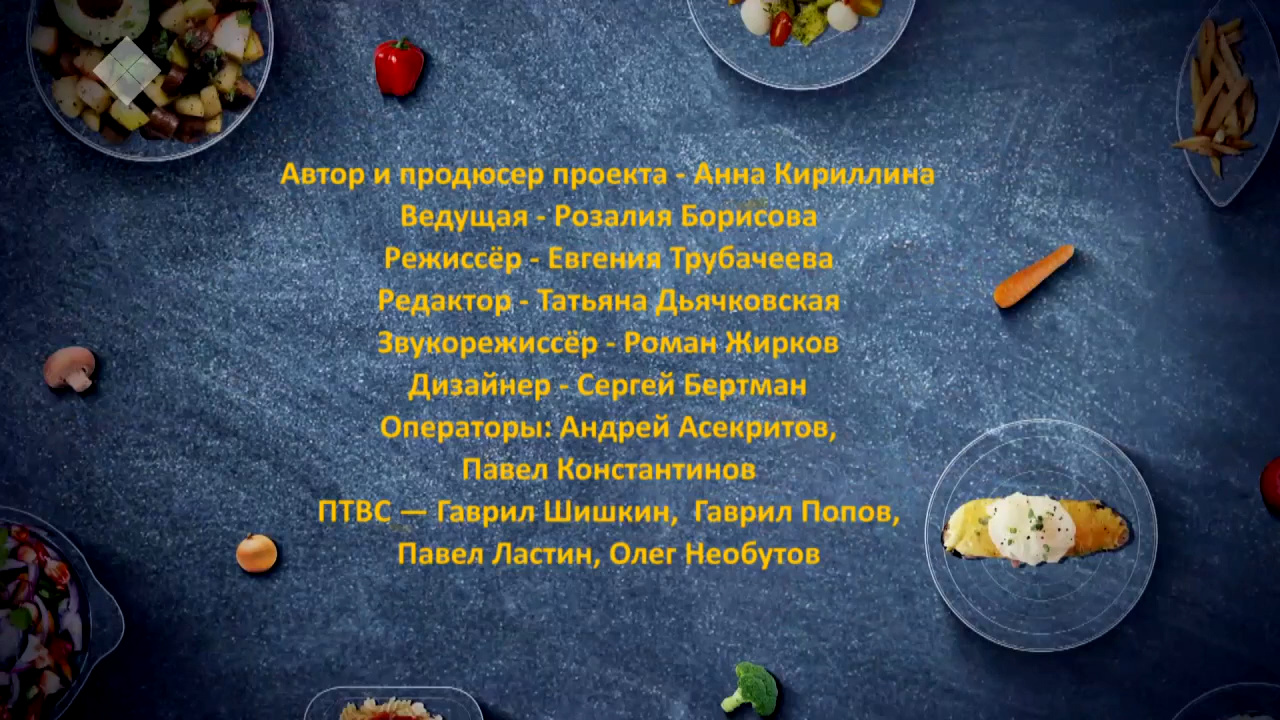 Автор и продюсер проекта - Анна Кириллина
Ведущая - Розалия Борисова
Режиссёр - Евгения Трубачеева
Редактор - Татьяна Дьячковская
Звукорежиссёр - Роман Жирков
Дизайнер - Сергей Бертман
Операторы: Андрей Асекритов,
Павел Константинов
ПТВС — Гаврил Шишкин, Гаврил Попов,
Павел Ластин, Олег Необутов